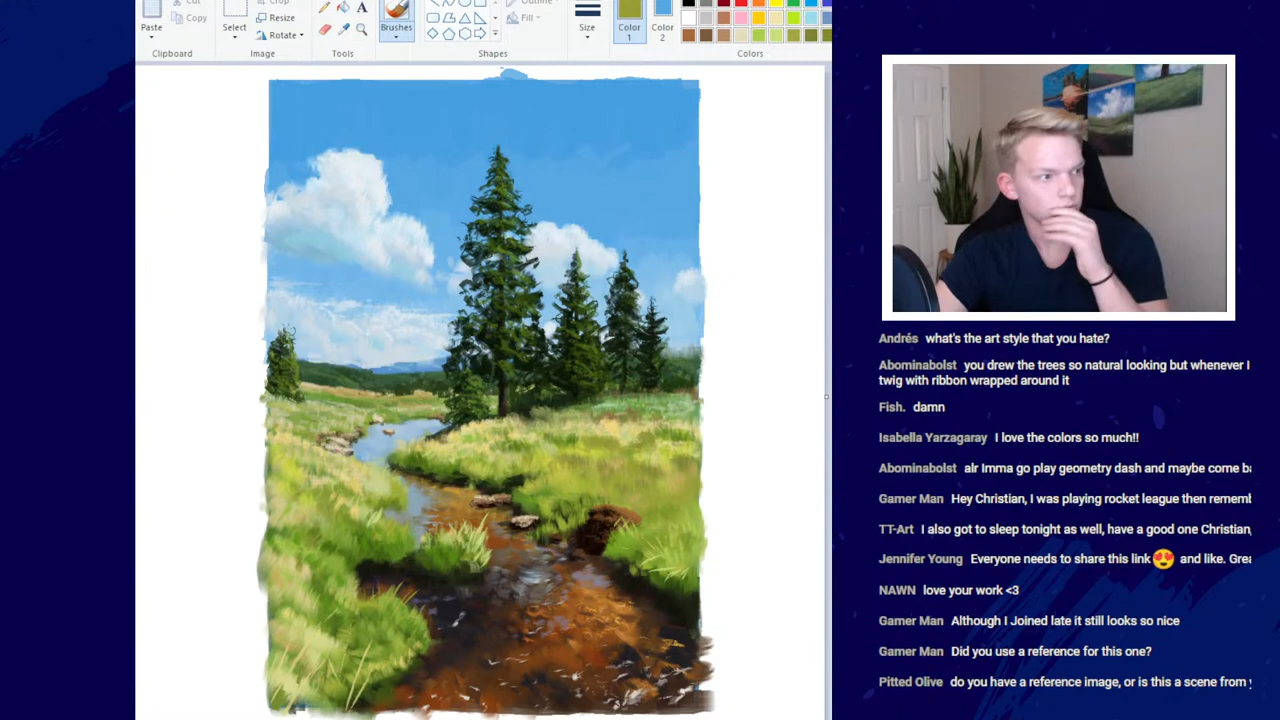 Crop
Outline
Paste
Cut
Copy
Select
Resize
Rotate
A
Brushes
Fill
Size
Color 1
Color 2
Clipboard
Image
Tools
Shapes
Colors
Andrés what's the art style that you hate?
Abominabolst you drew the trees so natural looking but whenever I
twig with ribbon wrapped around it
Fish. damn
Isabella Yarzagaray I love the colors so much!!
Abominabolst alr Imma go play geometry dash and maybe come ba
Gamer Man Hey Christian, I was playing rocket league then rememb
TT-Art I also got to sleep tonight as well, have a good one Christian,
Jennifer Young Everyone needs to share this link😍 and like. Grea
NAWN love your work <3
Gamer Man Although I Joined late it still looks so nice
Gamer Man Did you use a reference for this one?
Pitted Olive do you have a reference image, or is this a scene from y